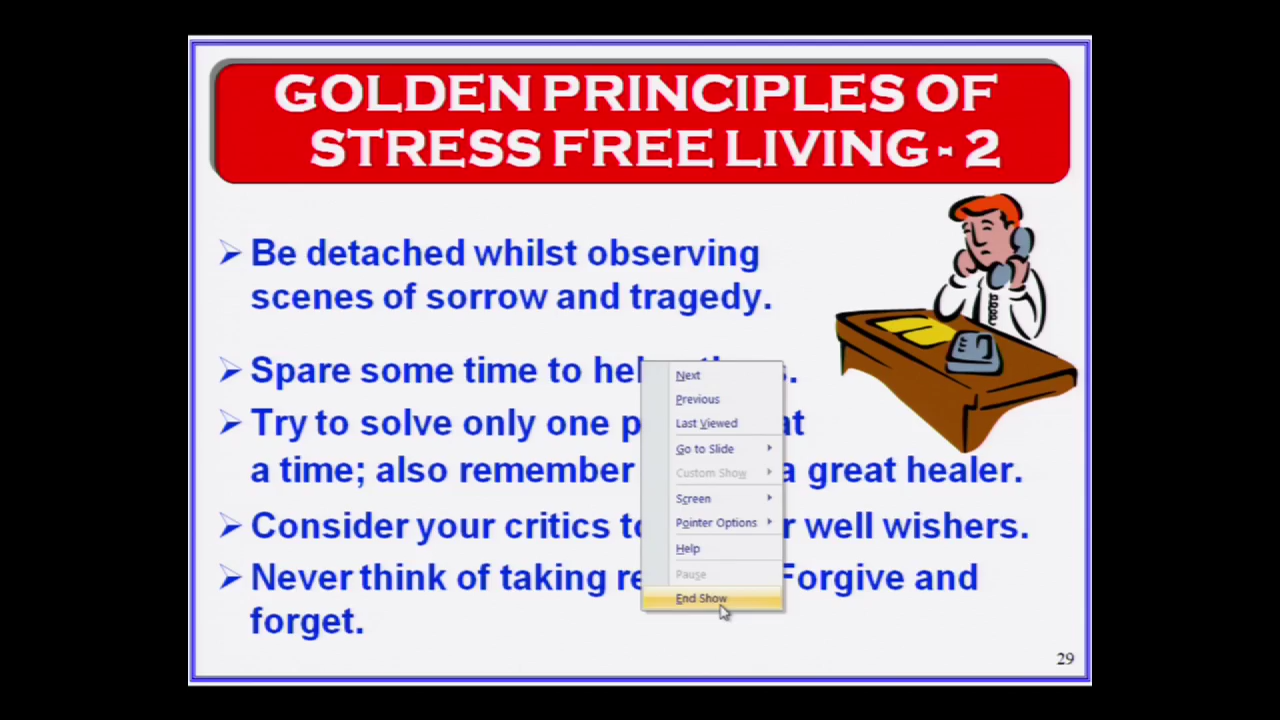 GOLDEN PRINCIPLES OF
STRESS FREE LIVING - 2
Be detached whilst observing
scenes of sorrow and tragedy.
Spare some time to
Try to solve only one
a time; also remember a great healer.
Consider your critics well wishers.
Never think of taking Forgive and
forget.
Next
Previous
Last Viewed
Go to Slide
Custom Show
Screen
Pointer Options
Help
Pause
End Show
29